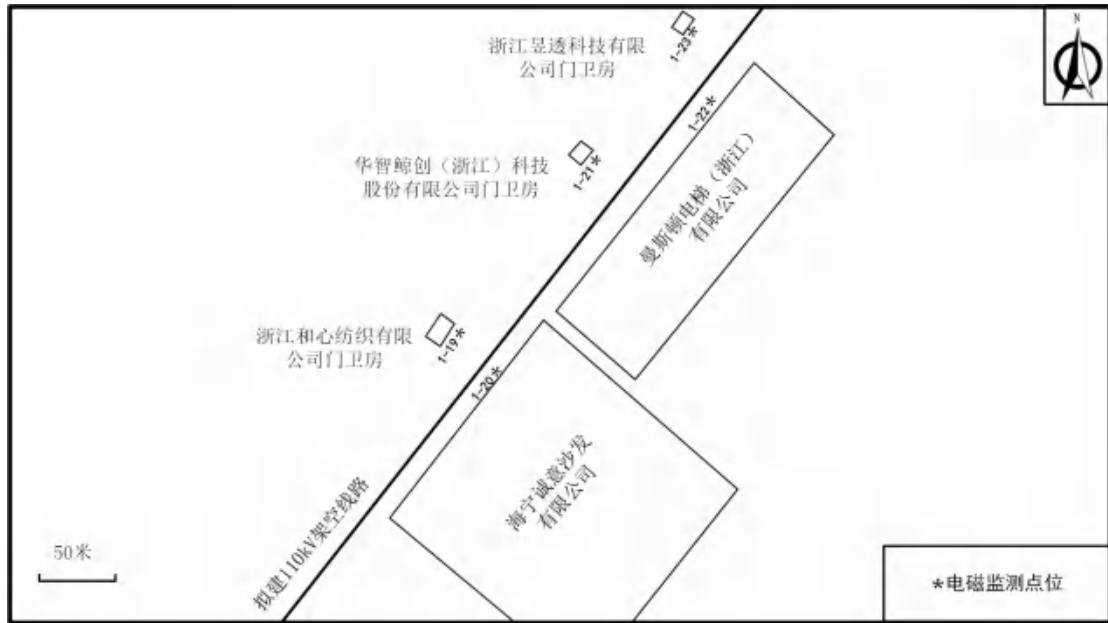 N
1-23*
浙江昱透科技有限
公司门卫房
1-22*
华智鲸创（浙江）科技
股份有限公司门卫房
1-21*
曼斯顿电梯（浙江）
有限公司
浙江和心纺织有限
公司门卫房
1-19*
1-20*
海宁诚意沙发
有限公司
拟建110kV架空线路
50米
*电磁监测点位